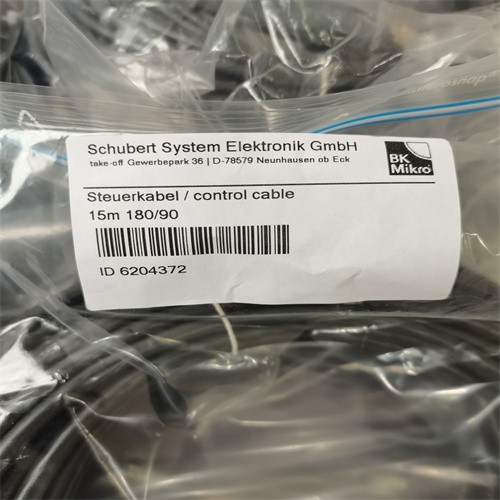 Schubert System Elektronik GmbH
take-off Gewerbepark 36 | D-78579 Neunhausen ob Eck
BK
Mikro
Steuerkabel / control cable
15m 180/90
ID 6204372